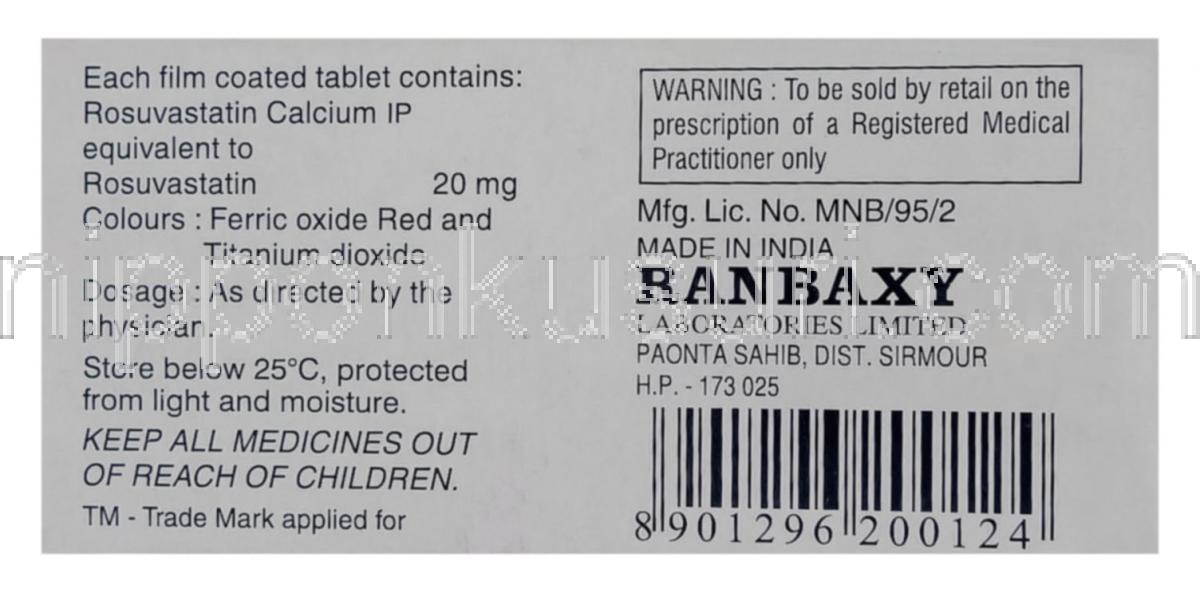 Each film coated tablet contains:
Rosuvastatin Calcium IP
equivalent to
Rosuvastatin 20 mg
Colours : Ferric oxide Red and
Titanium dioxide
Dosage : As directed by the
physician.
Store below 25°C, protected
from light and moisture.
KEEP ALL MEDICINES OUT
OF REACH OF CHILDREN.
TM - Trade Mark applied for
WARNING : To be sold by retail on the
prescription of a Registered Medical
Practitioner only
Mfg. Lic. No. MNB/95/2
MADE IN INDIA
RANBAXY
LABORATORIES LIMITED
PAONTA SAHIB, DIST. SIRMOUR
H.P. - 173 025
8 901296 200124
nipponkusuri.com